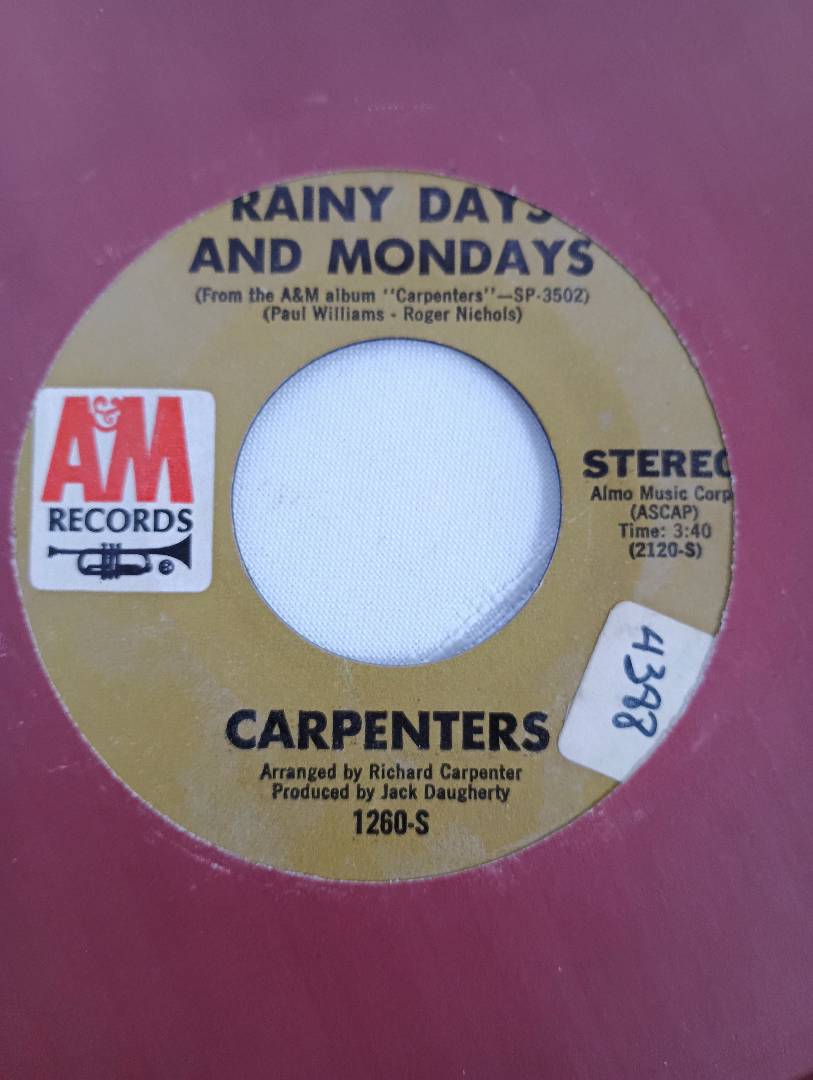 RAINY DAYS
AND MONDAYS
(From the A&M album "Carpenters"—SP-3502)
(Paul Williams - Roger Nichols)
A&M
RECORDS
®
STEREO
Almo Music Corp
(ASCAP)
Time: 3:40
(2120-S)
4398
CARPENTERS
Arranged by Richard Carpenter
Produced by Jack Daugherty
1260-S